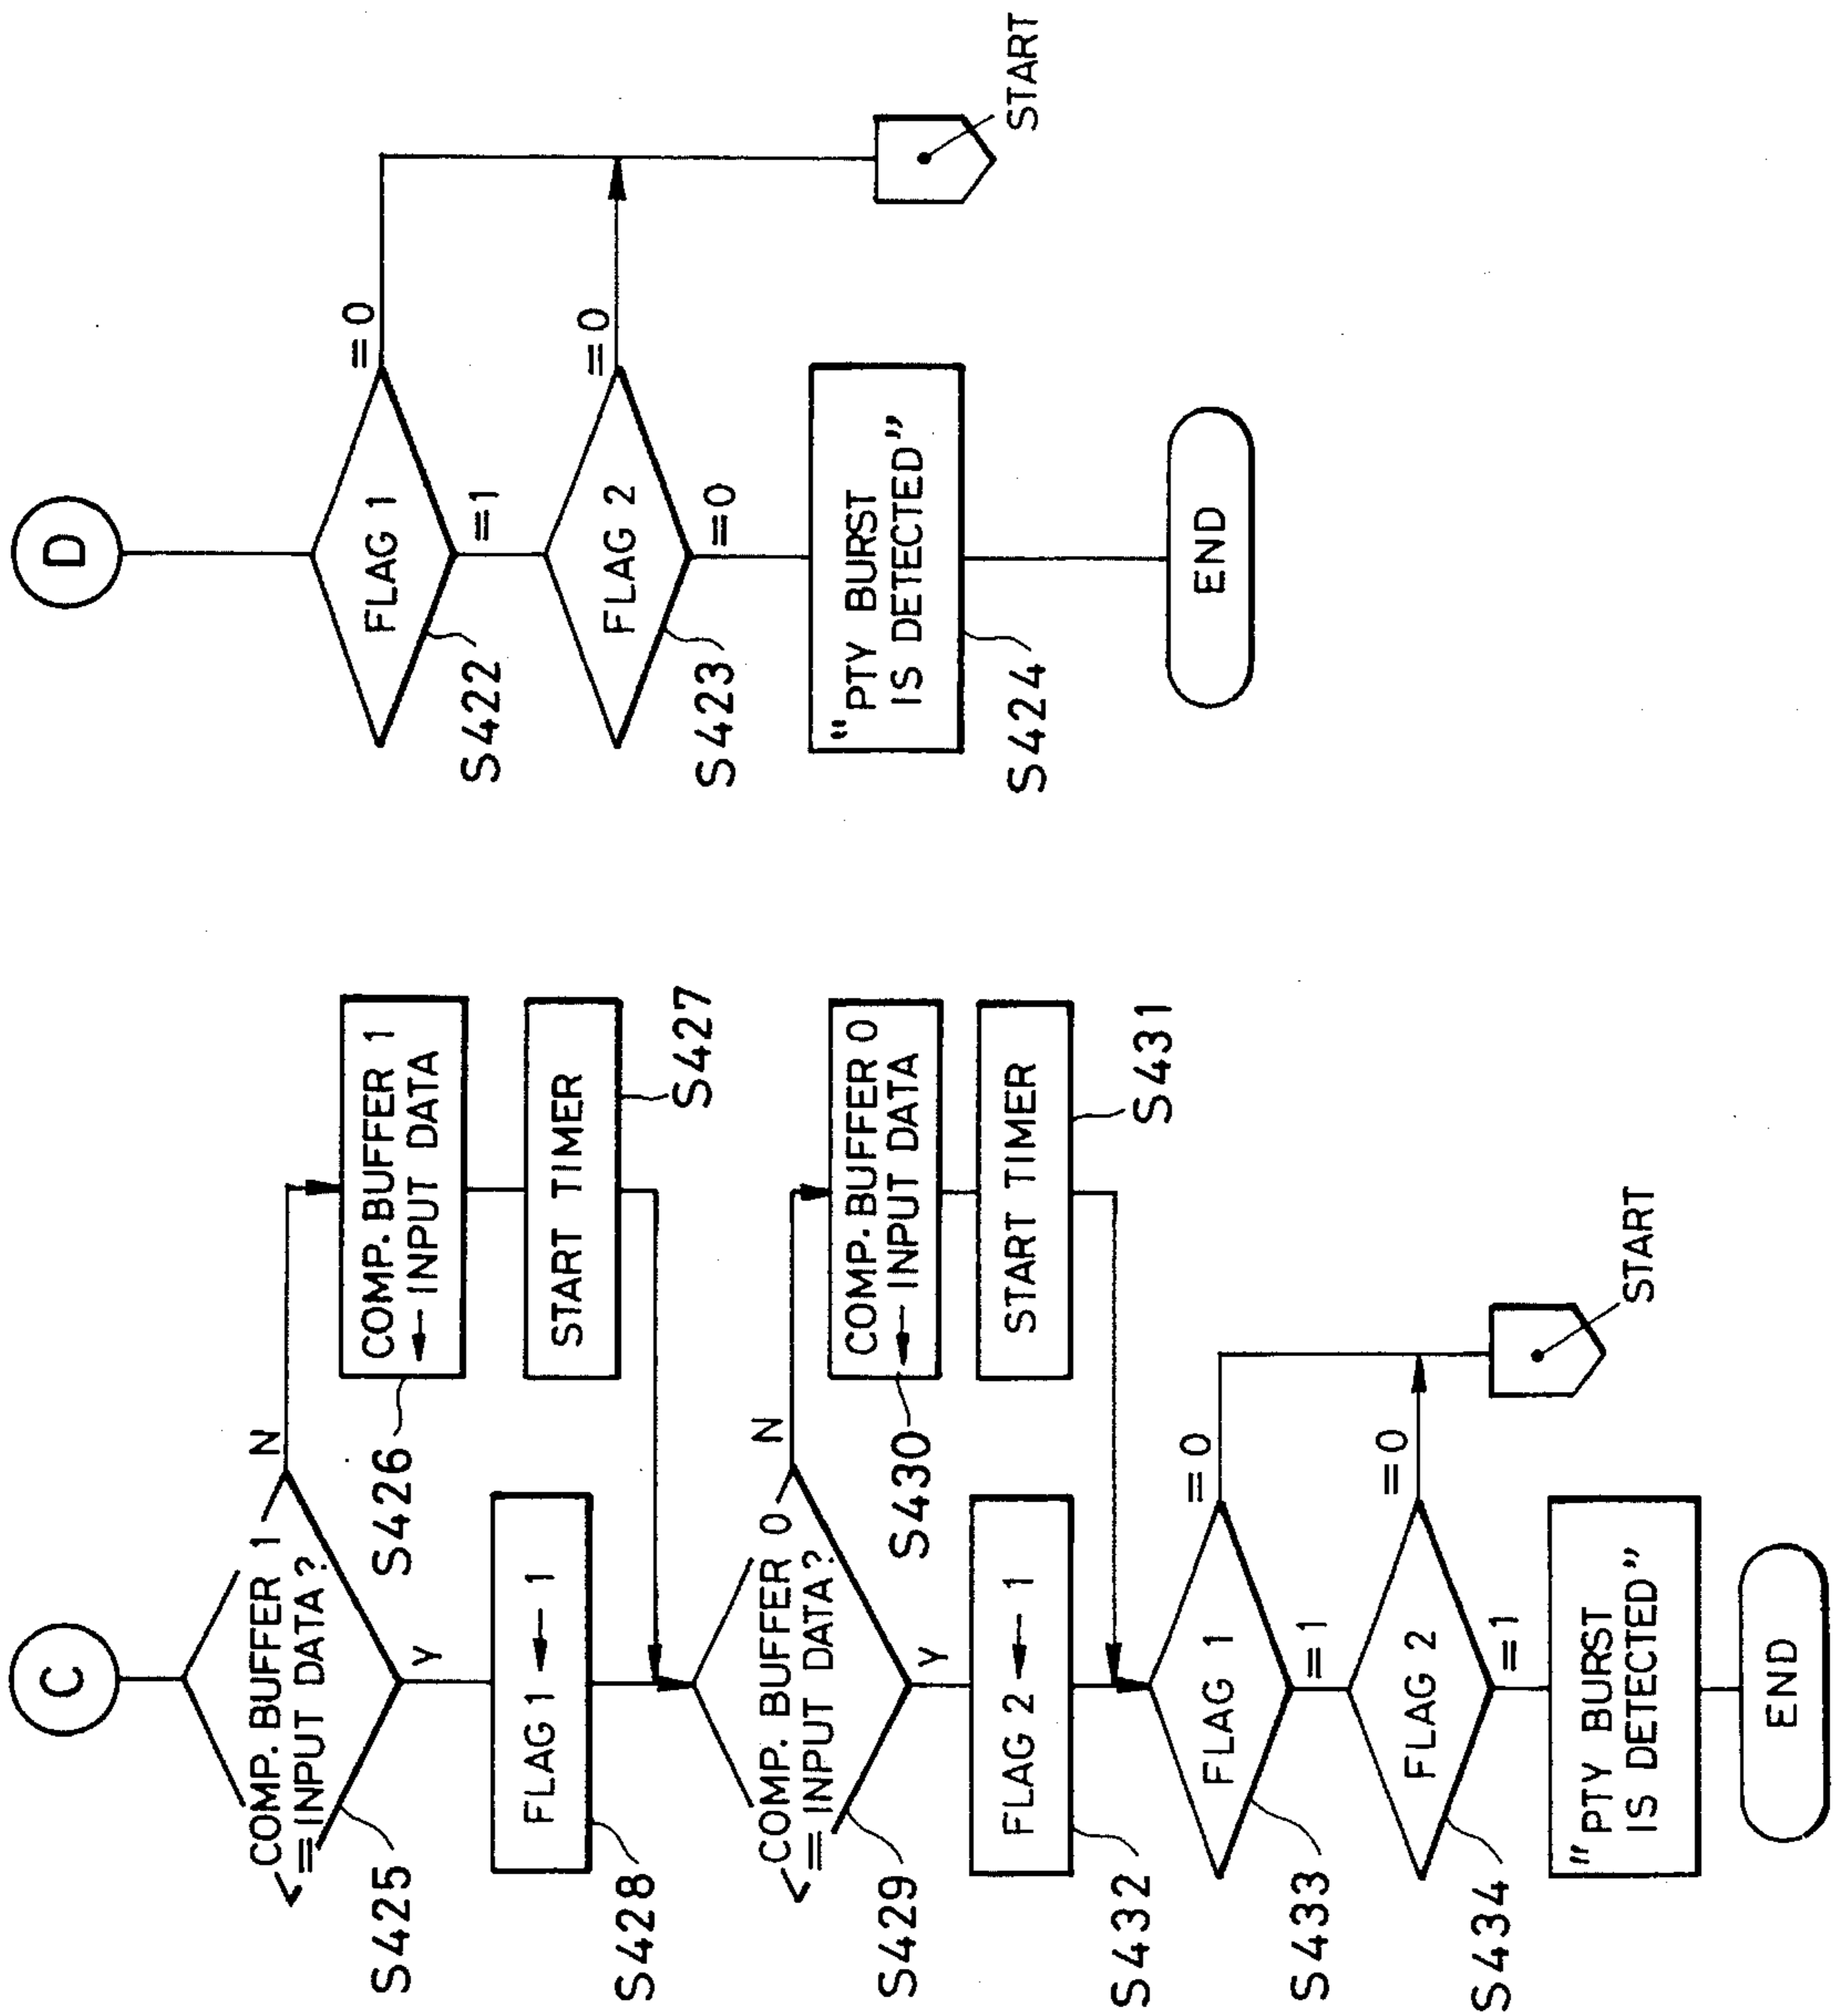 C
COMP. BUFFER 1
= INPUT DATA ?
N
Y
S425
COMP. BUFFER 1
← INPUT DATA
S426
START TIMER
S427
FLAG 1 ← 1
S428
COMP. BUFFER 0
= INPUT DATA ?
N
Y
S429
COMP. BUFFER 0
← INPUT DATA
S430
START TIMER
S431
FLAG 2 ← 1
S432
FLAG 1
=0
=1
S433
FLAG 2
=0
=1
S434
START
"PTY BURST
IS DETECTED"
END
D
FLAG 1
=0
=1
S422
FLAG 2
=0
=0
S423
START
"PTY BURST
IS DETECTED"
S424
END